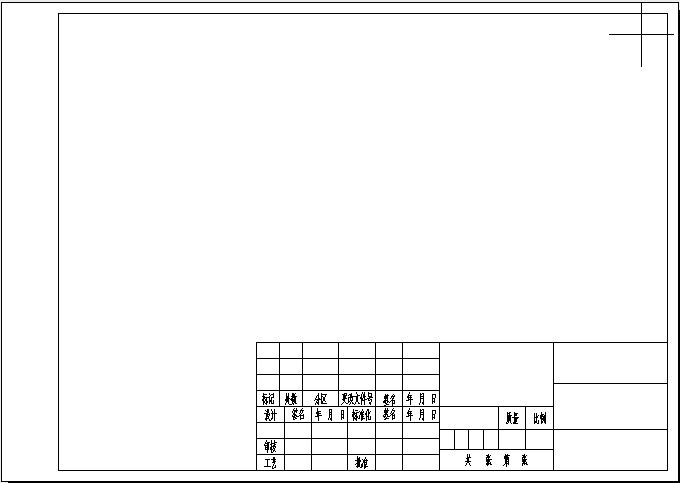 标记 处数 分区 更改文件号 签名 年 月 日
设计 签名 年 月 日 标准化 签名 年 月 日
质量 比例
审核
工艺 批准
共 张 第 张